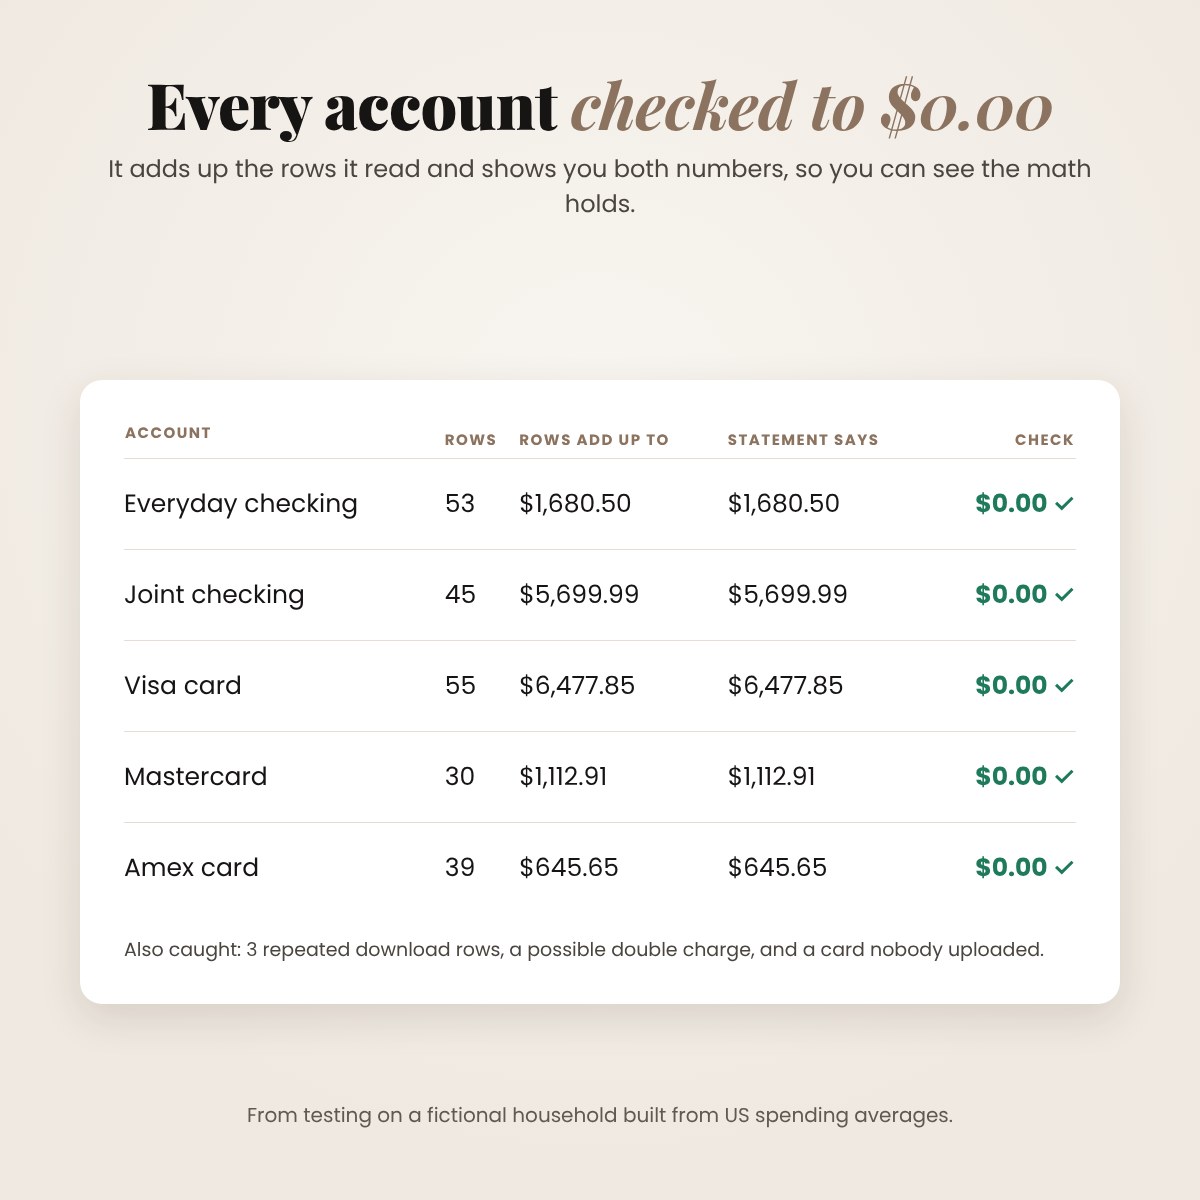 Every account checked to $0.00
It adds up the rows it read and shows you both numbers, so you can see the math
holds.
ACCOUNT ROWS ROWS ADD UP TO STATEMENT SAYS CHECK
Everyday checking 53 $1,680.50 $1,680.50 $0.00 ✓
Joint checking 45 $5,699.99 $5,699.99 $0.00 ✓
Visa card 55 $6,477.85 $6,477.85 $0.00 ✓
Mastercard 30 $1,112.91 $1,112.91 $0.00 ✓
Amex card 39 $645.65 $645.65 $0.00 ✓
Also caught: 3 repeated download rows, a possible double charge, and a card nobody uploaded.
From testing on a fictional household built from US spending averages.